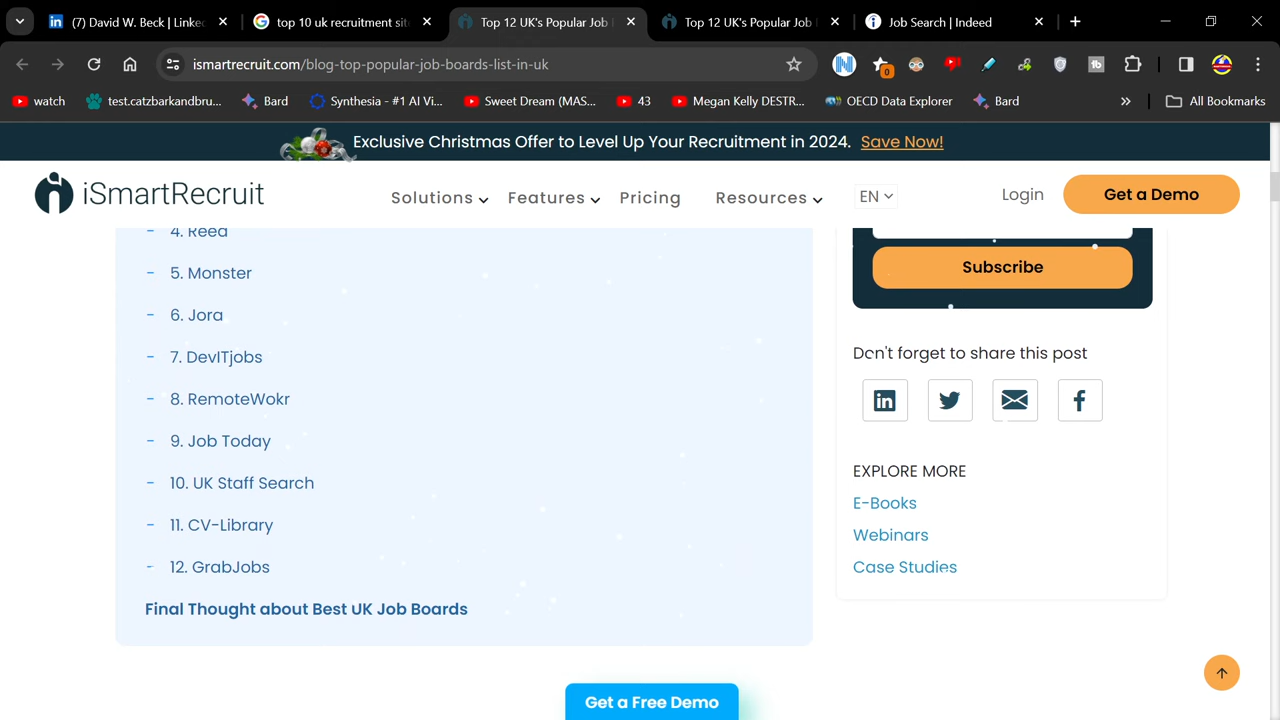 (7) David W. Beck | Linke
top 10 uk recruitment sit
Top 12 UK's Popular Job
Top 12 UK's Popular Job
Job Search | Indeed
ismartrecruit.com/blog-top-popular-job-boards-list-in-uk
0
watch
test.catzbarkandbru...
Bard
Synthesia - #1 AI Vi...
Sweet Dream (MAS...
43
Megan Kelly DESTR...
OECD Data Explorer
Bard
All Bookmarks
Exclusive Christmas Offer to Level Up Your Recruitment in 2024. Save Now!
iSmartRecruit
Solutions
Features
Pricing
Resources
EN
Login
Get a Demo
- 4. Reed
- 5. Monster
- 6. Jora
- 7. DevITjobs
- 8. RemoteWokr
- 9. Job Today
- 10. UK Staff Search
- 11. CV-Library
- 12. GrabJobs
Final Thought about Best UK Job Boards
Get a Free Demo
Subscribe
Don't forget to share this post
EXPLORE MORE
E-Books
Webinars
Case Studies